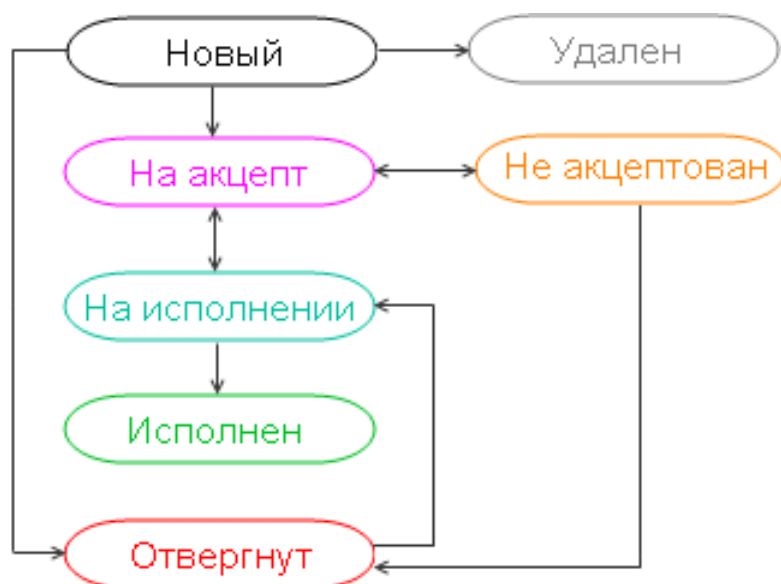 Новый
Удален
На акцепт
Не акцептован
На исполнении
Исполнен
Отвергнут